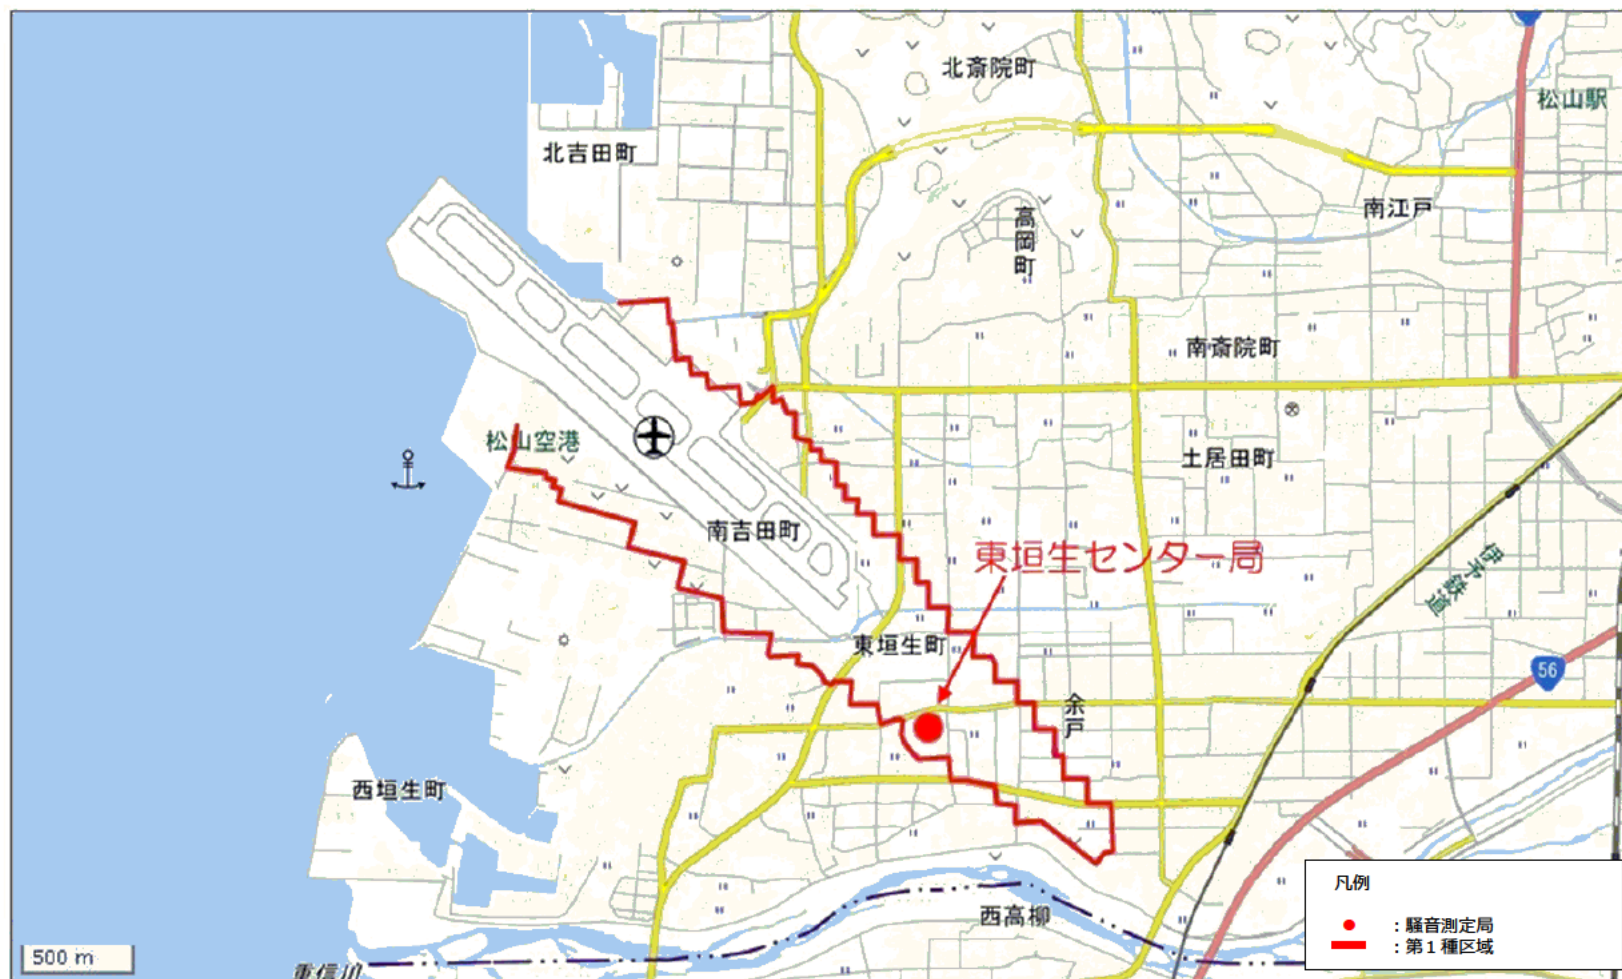 北斎院町
松山駅
北吉田町
南江戸
高岡町
南斎院町
松山空港
土居田町
南吉田町
東垣生センター局
伊予鉄道
東垣生町
56
余戸
西垣生町
西高柳
重信川
500 m
凡例
：騒音測定局
：第１種区域